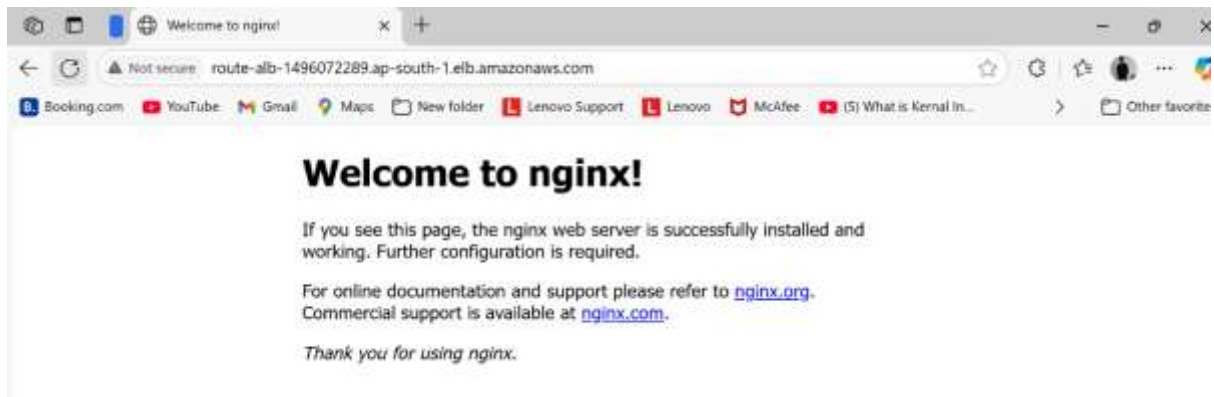 Welcome to nginx!
Not secure route-alb-1496072289.ap-south-1.elb.amazonaws.com
B. Booking.com YouTube Gmail Maps New folder L Lenovo Support L Lenovo McAfee (5) What is Kernal In... Other favorite
Welcome to nginx!
If you see this page, the nginx web server is successfully installed and
working. Further configuration is required.
For online documentation and support please refer to nginx.org.
Commercial support is available at nginx.com.
Thank you for using nginx.